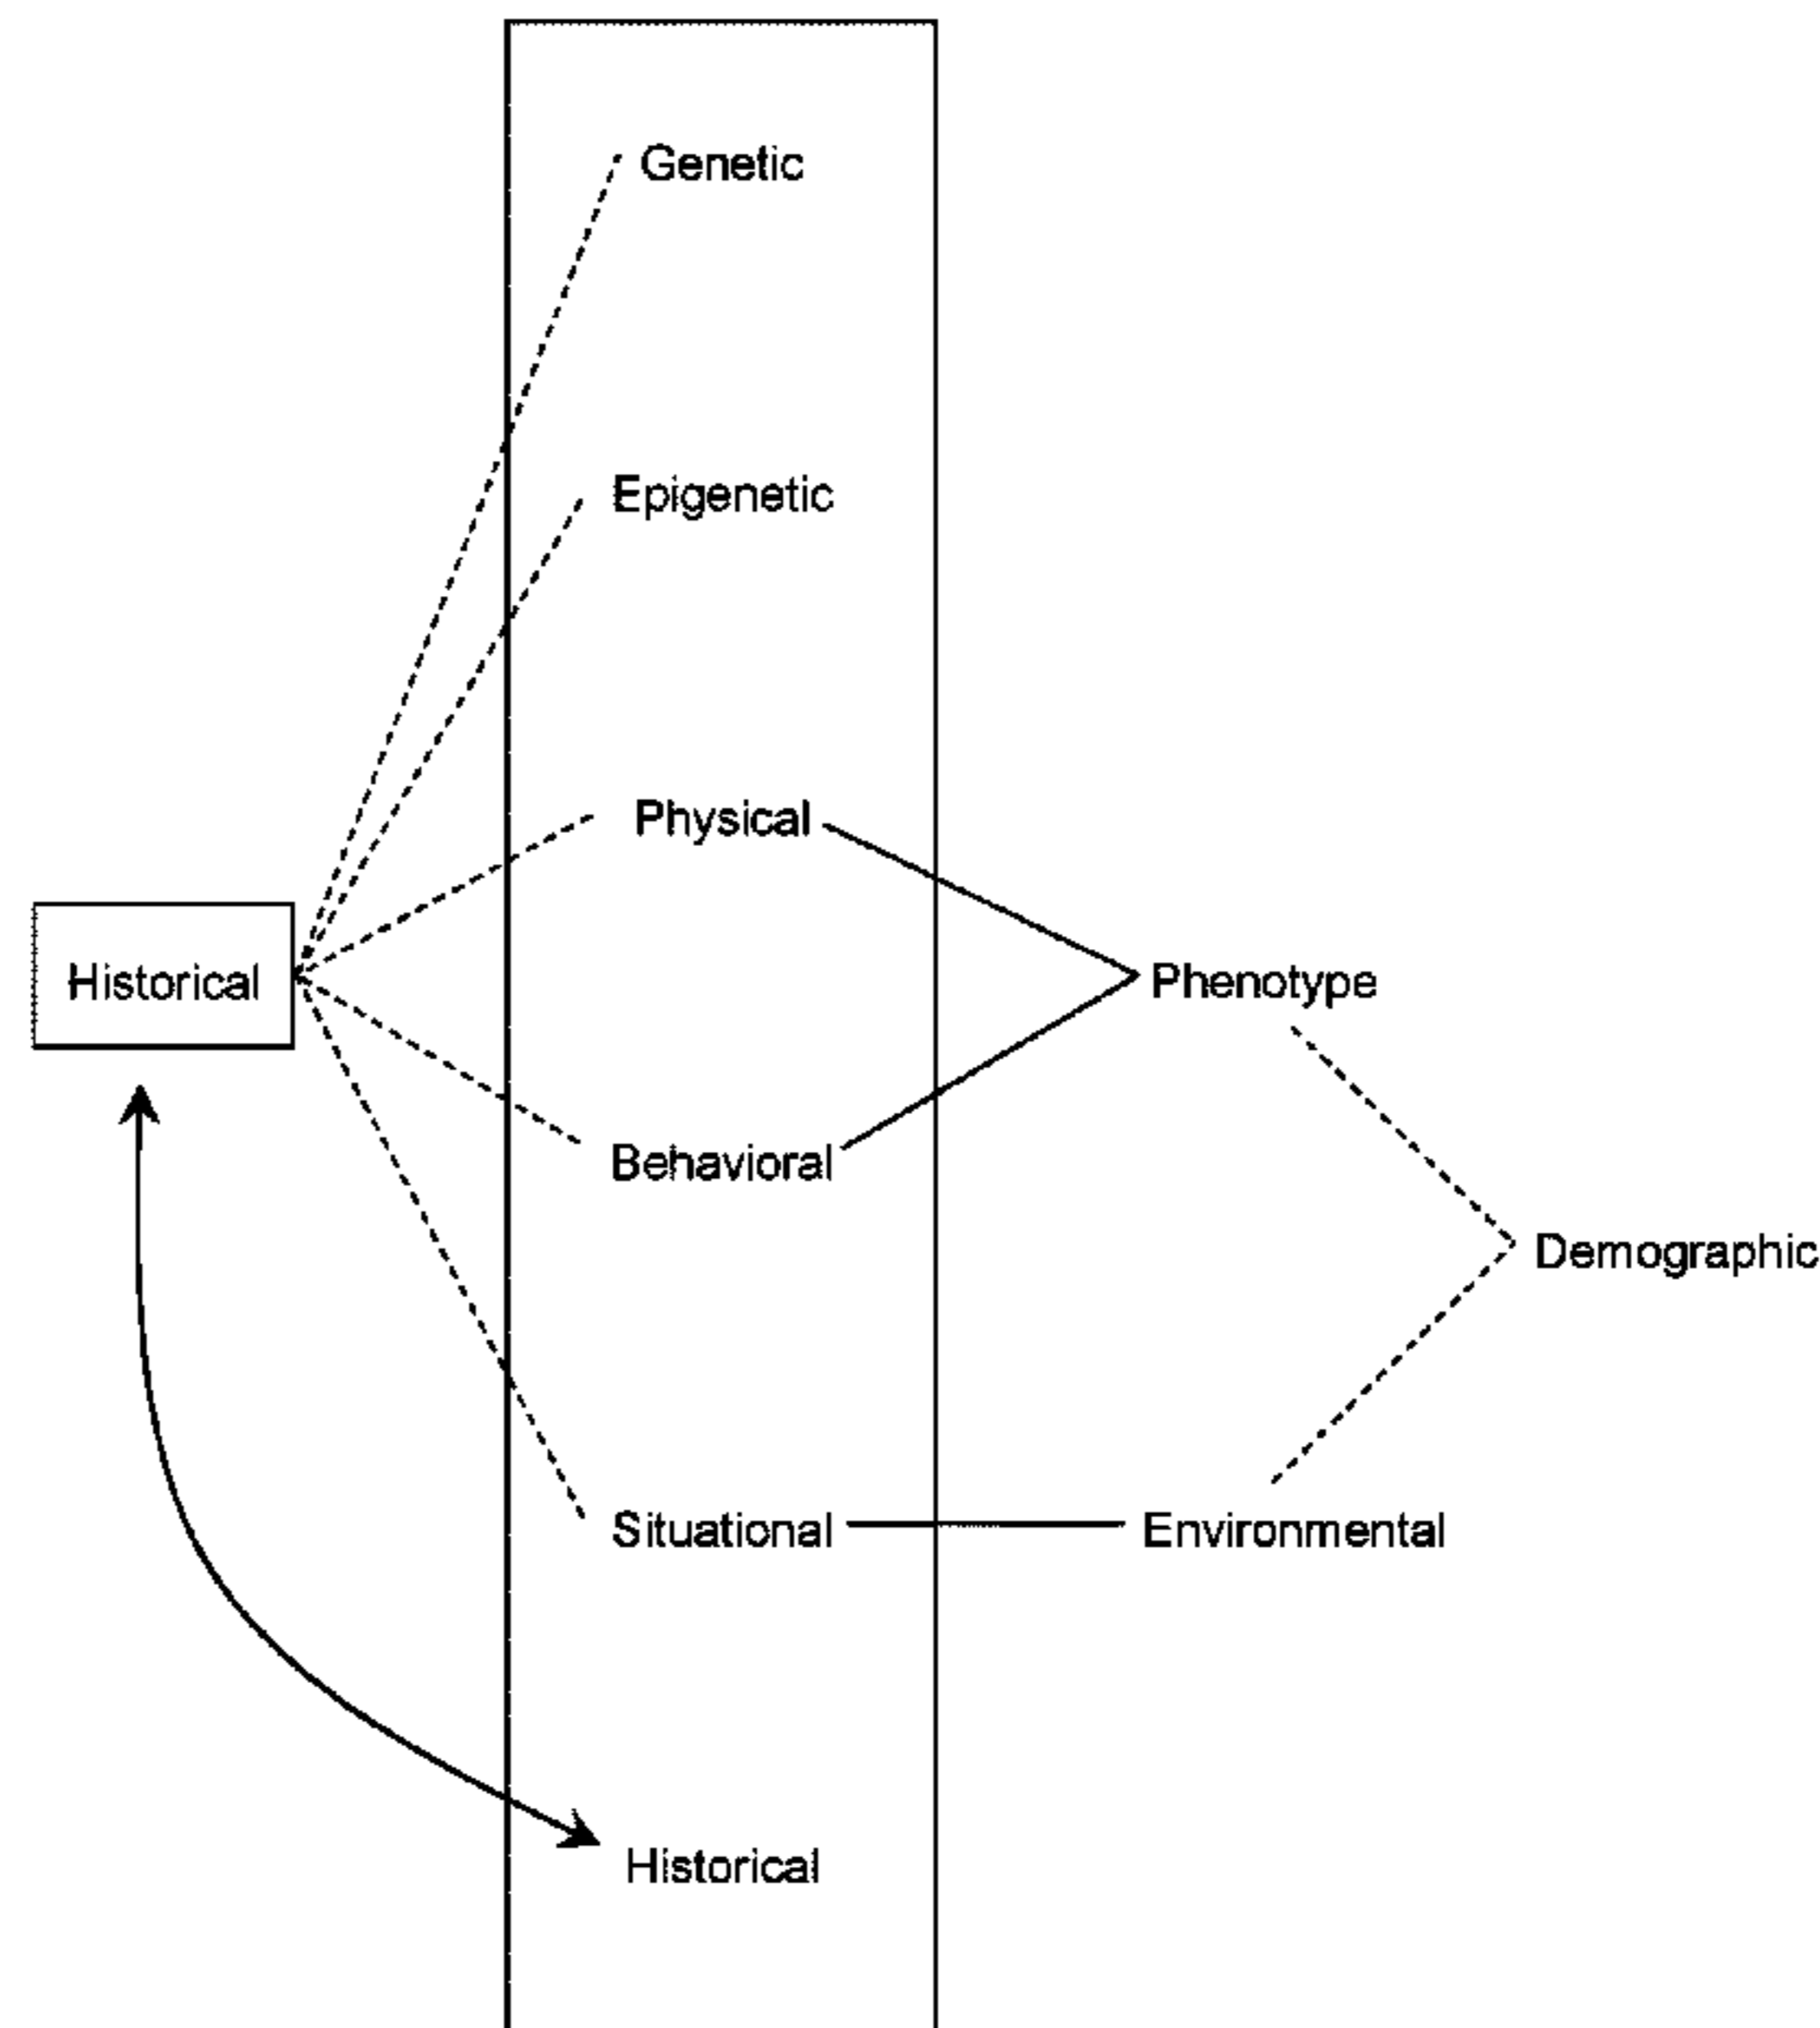 Genetic
Epigenetic
Physical
Historical
Phenotype
Behavioral
Demographic
Situational
Environmental
Historical